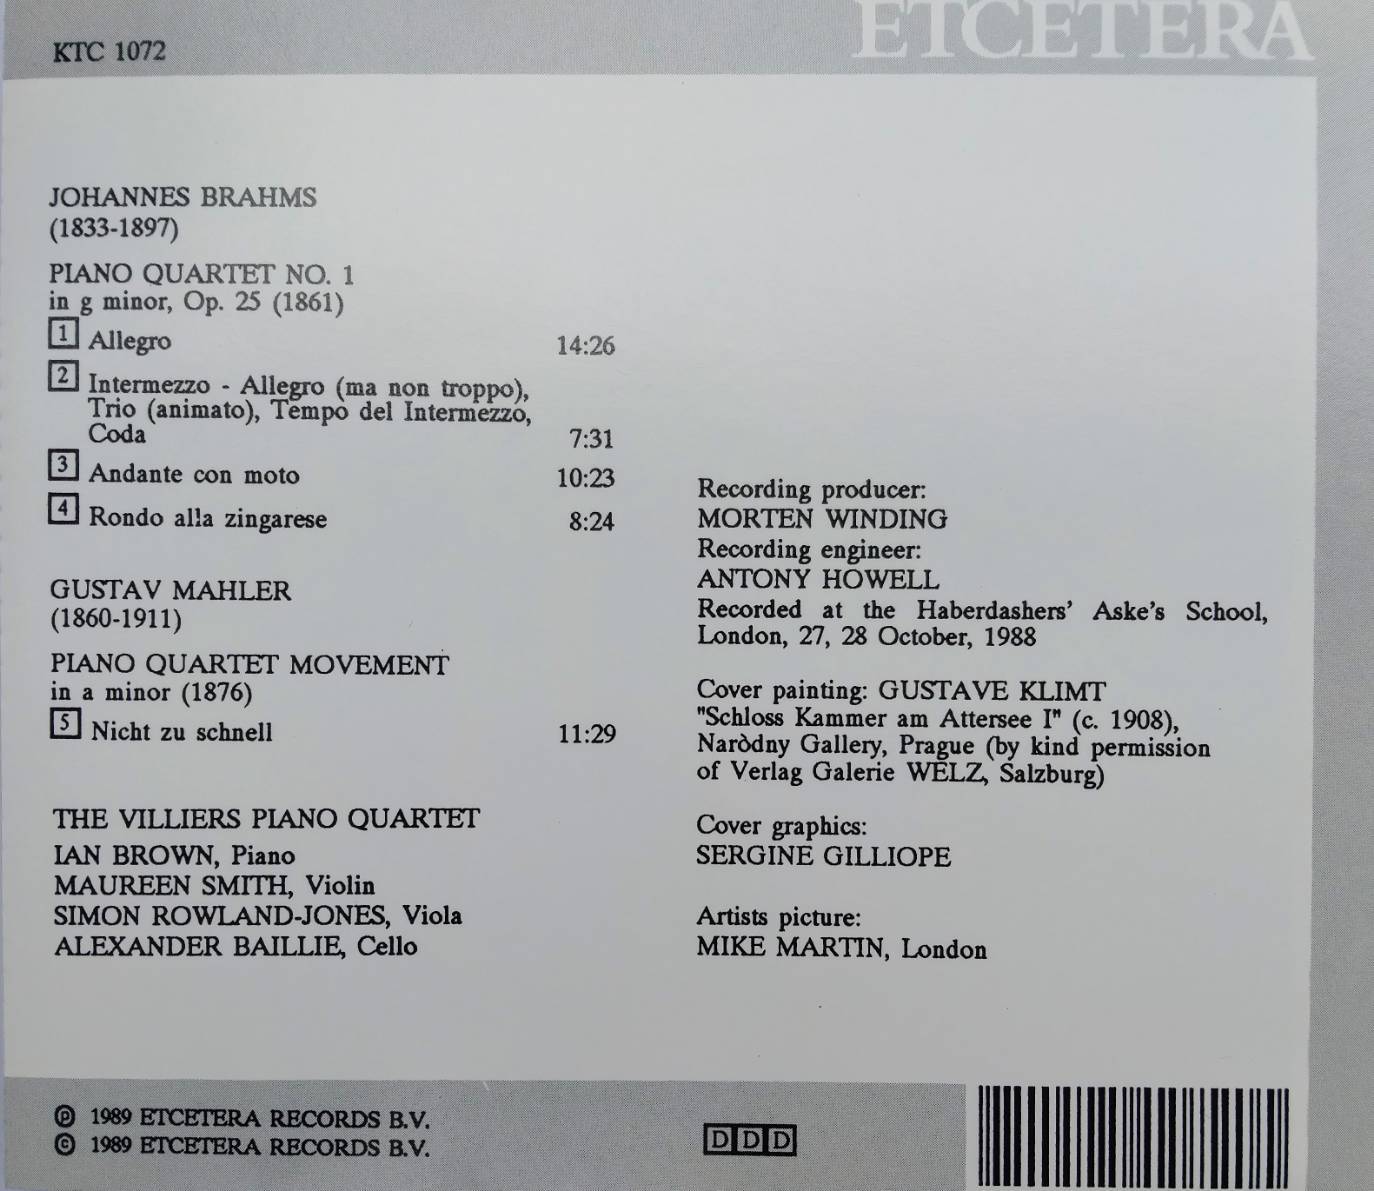 KTC 1072
ETCETERA
JOHANNES BRAHMS
(1833-1897)
PIANO QUARTET NO. 1
in g minor, Op. 25 (1861)
1 Allegro 14:26
2 Intermezzo - Allegro (ma non troppo),
Trio (animato), Tempo del Intermezzo,
Coda 7:31
3 Andante con moto 10:23
4 Rondo alla zingarese 8:24
GUSTAV MAHLER
(1860-1911)
PIANO QUARTET MOVEMENT
in a minor (1876)
5 Nicht zu schnell 11:29
THE VILLIERS PIANO QUARTET
IAN BROWN, Piano
MAUREEN SMITH, Violin
SIMON ROWLAND-JONES, Viola
ALEXANDER BAILLIE, Cello
Recording producer:
MORTEN WINDING
Recording engineer:
ANTONY HOWELL
Recorded at the Haberdashers' Aske's School,
London, 27, 28 October, 1988
Cover painting: GUSTAVE KLIMT
"Schloss Kammer am Attersee I" (c. 1908),
Naròdny Gallery, Prague (by kind permission
of Verlag Galerie WELZ, Salzburg)
Cover graphics:
SERGINE GILLIOPE
Artists picture:
MIKE MARTIN, London
℗ 1989 ETCETERA RECORDS B.V.
© 1989 ETCETERA RECORDS B.V.
DDD